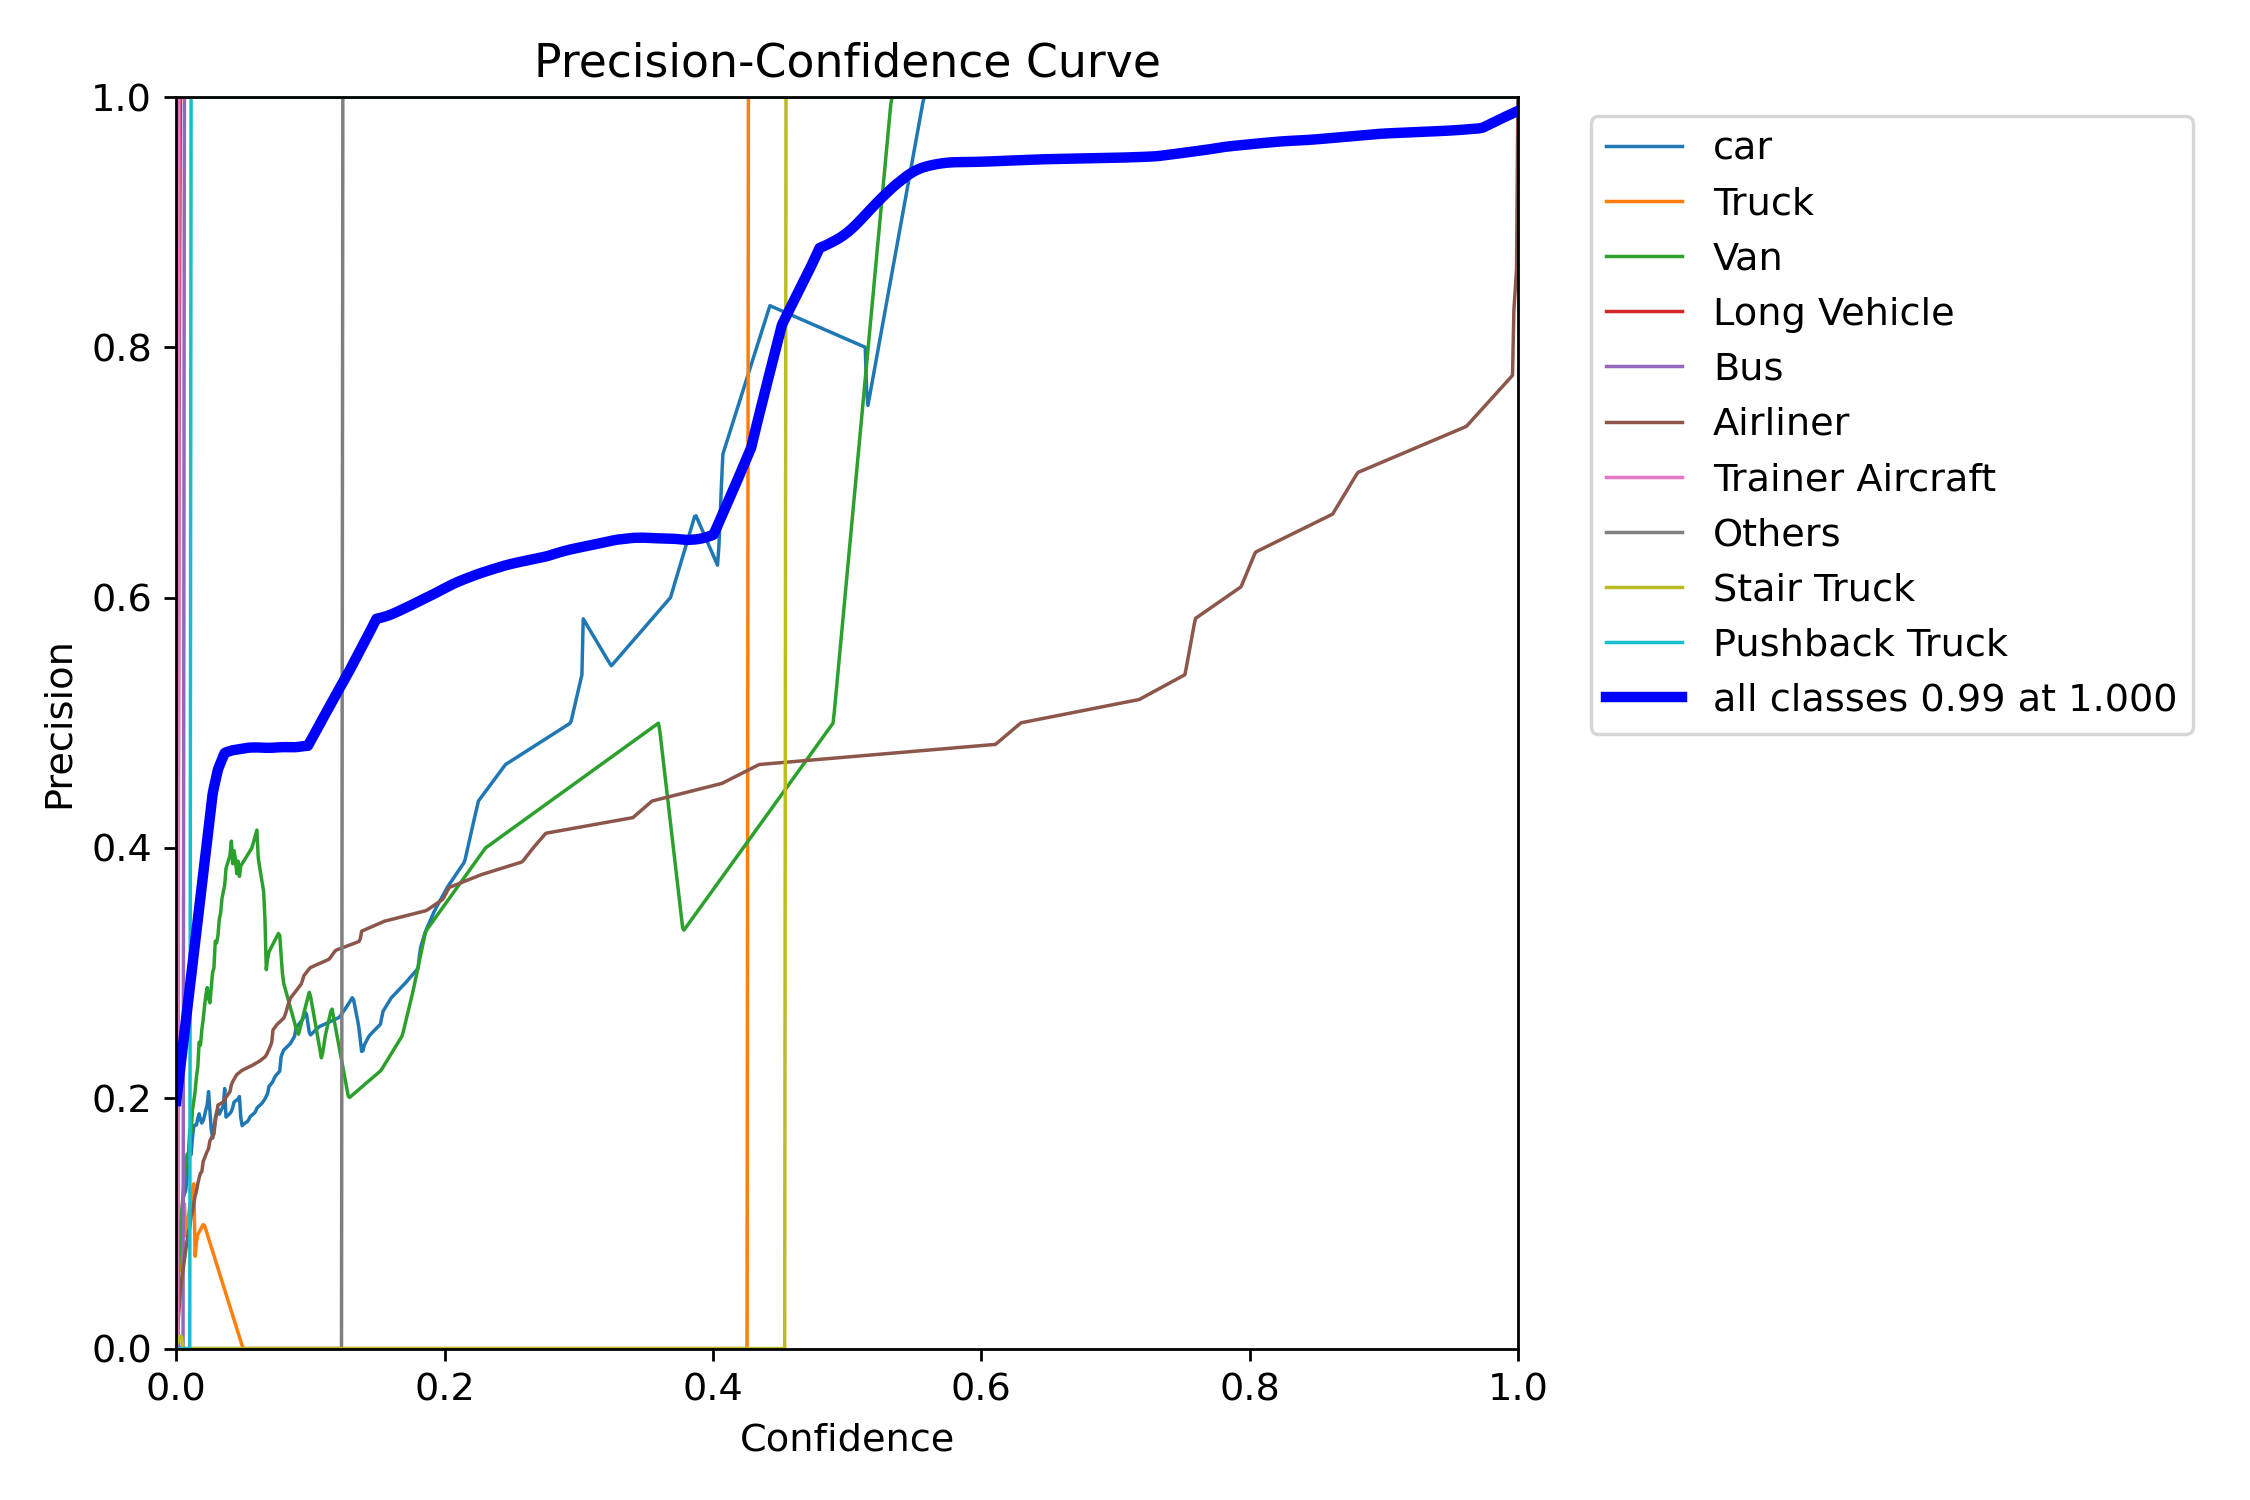 Precision-Confidence Curve
1.0
0.8
0.6
0.4
0.2
0.0
Precision
0.0 0.2 0.4 0.6 0.8 1.0
Confidence
car
Truck
Van
Long Vehicle
Bus
Airliner
Trainer Aircraft
Others
Stair Truck
Pushback Truck
all classes 0.99 at 1.000